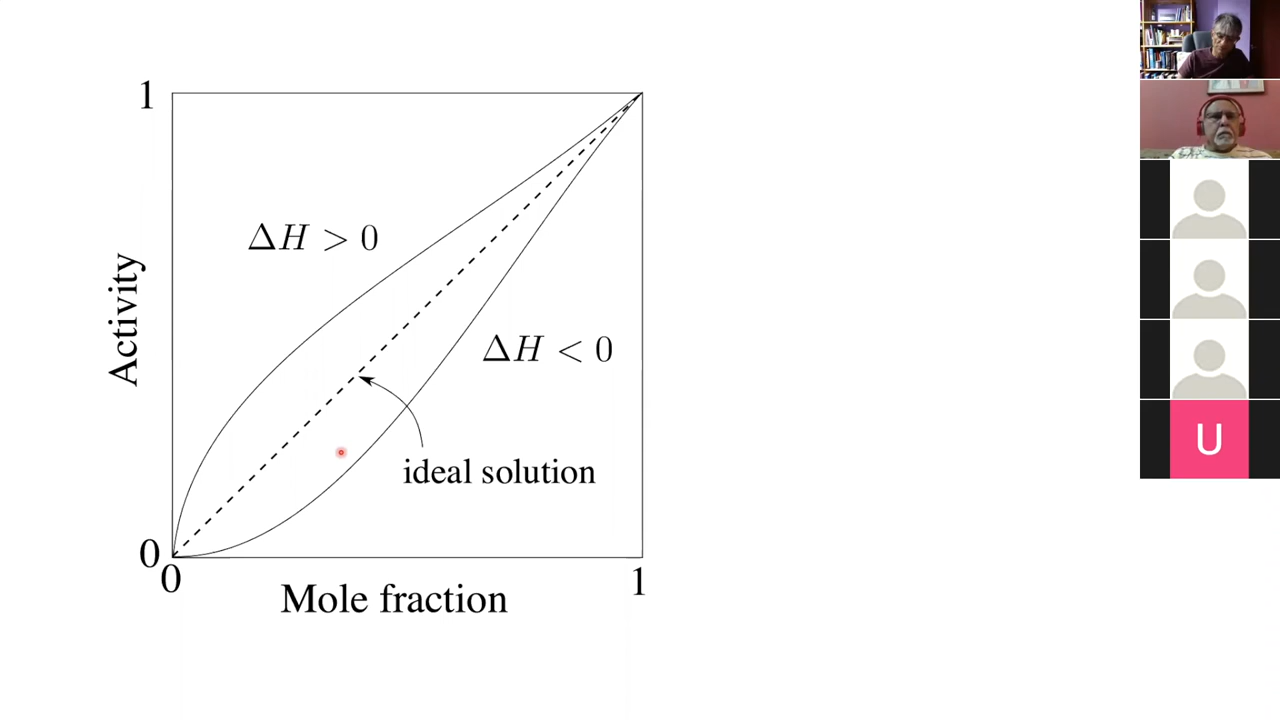 1
ΔH > 0
Activity
ΔH < 0
ideal solution
0
0
1
Mole fraction
U